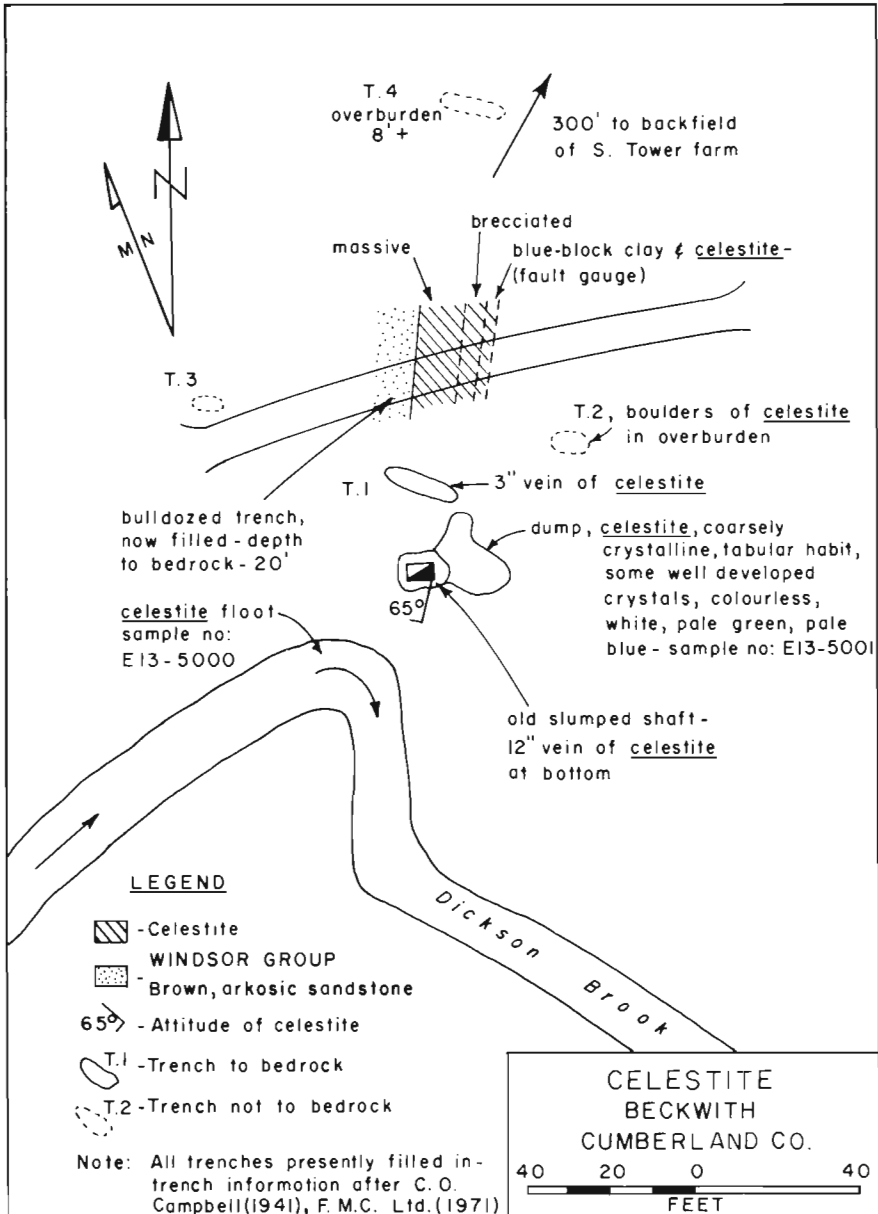 T.4
overburden
8'+
300' to backfield
of S. Tower farm
N
MN
brecciated
massive
blue-block clay & celestite-
(fault gauge)
T.3
T.2, boulders of celestite
in overburden
T.1
3" vein of celestite
bulldozed trench,
now filled - depth
to bedrock - 20'
dump, celestite, coarsely
crystalline, tabular habit,
some well developed
crystals, colourless,
white, pale green, pale
blue - sample no: E13-5001
65°
celestite floot
sample no:
E13-5000
old slumped shaft -
12" vein of celestite
at bottom
Dickson Brook
LEGEND
- Celestite
WINDSOR GROUP
- Brown, arkosic sandstone
65° - Attitude of celestite
T.1 - Trench to bedrock
T.2 - Trench not to bedrock
Note: All trenches presently filled in-
trench information after C. O.
Campbell (1941), F. M.C. Ltd. (1971)
CELESTITE
BECKWITH
CUMBERLAND CO.
40 20 0 40
FEET